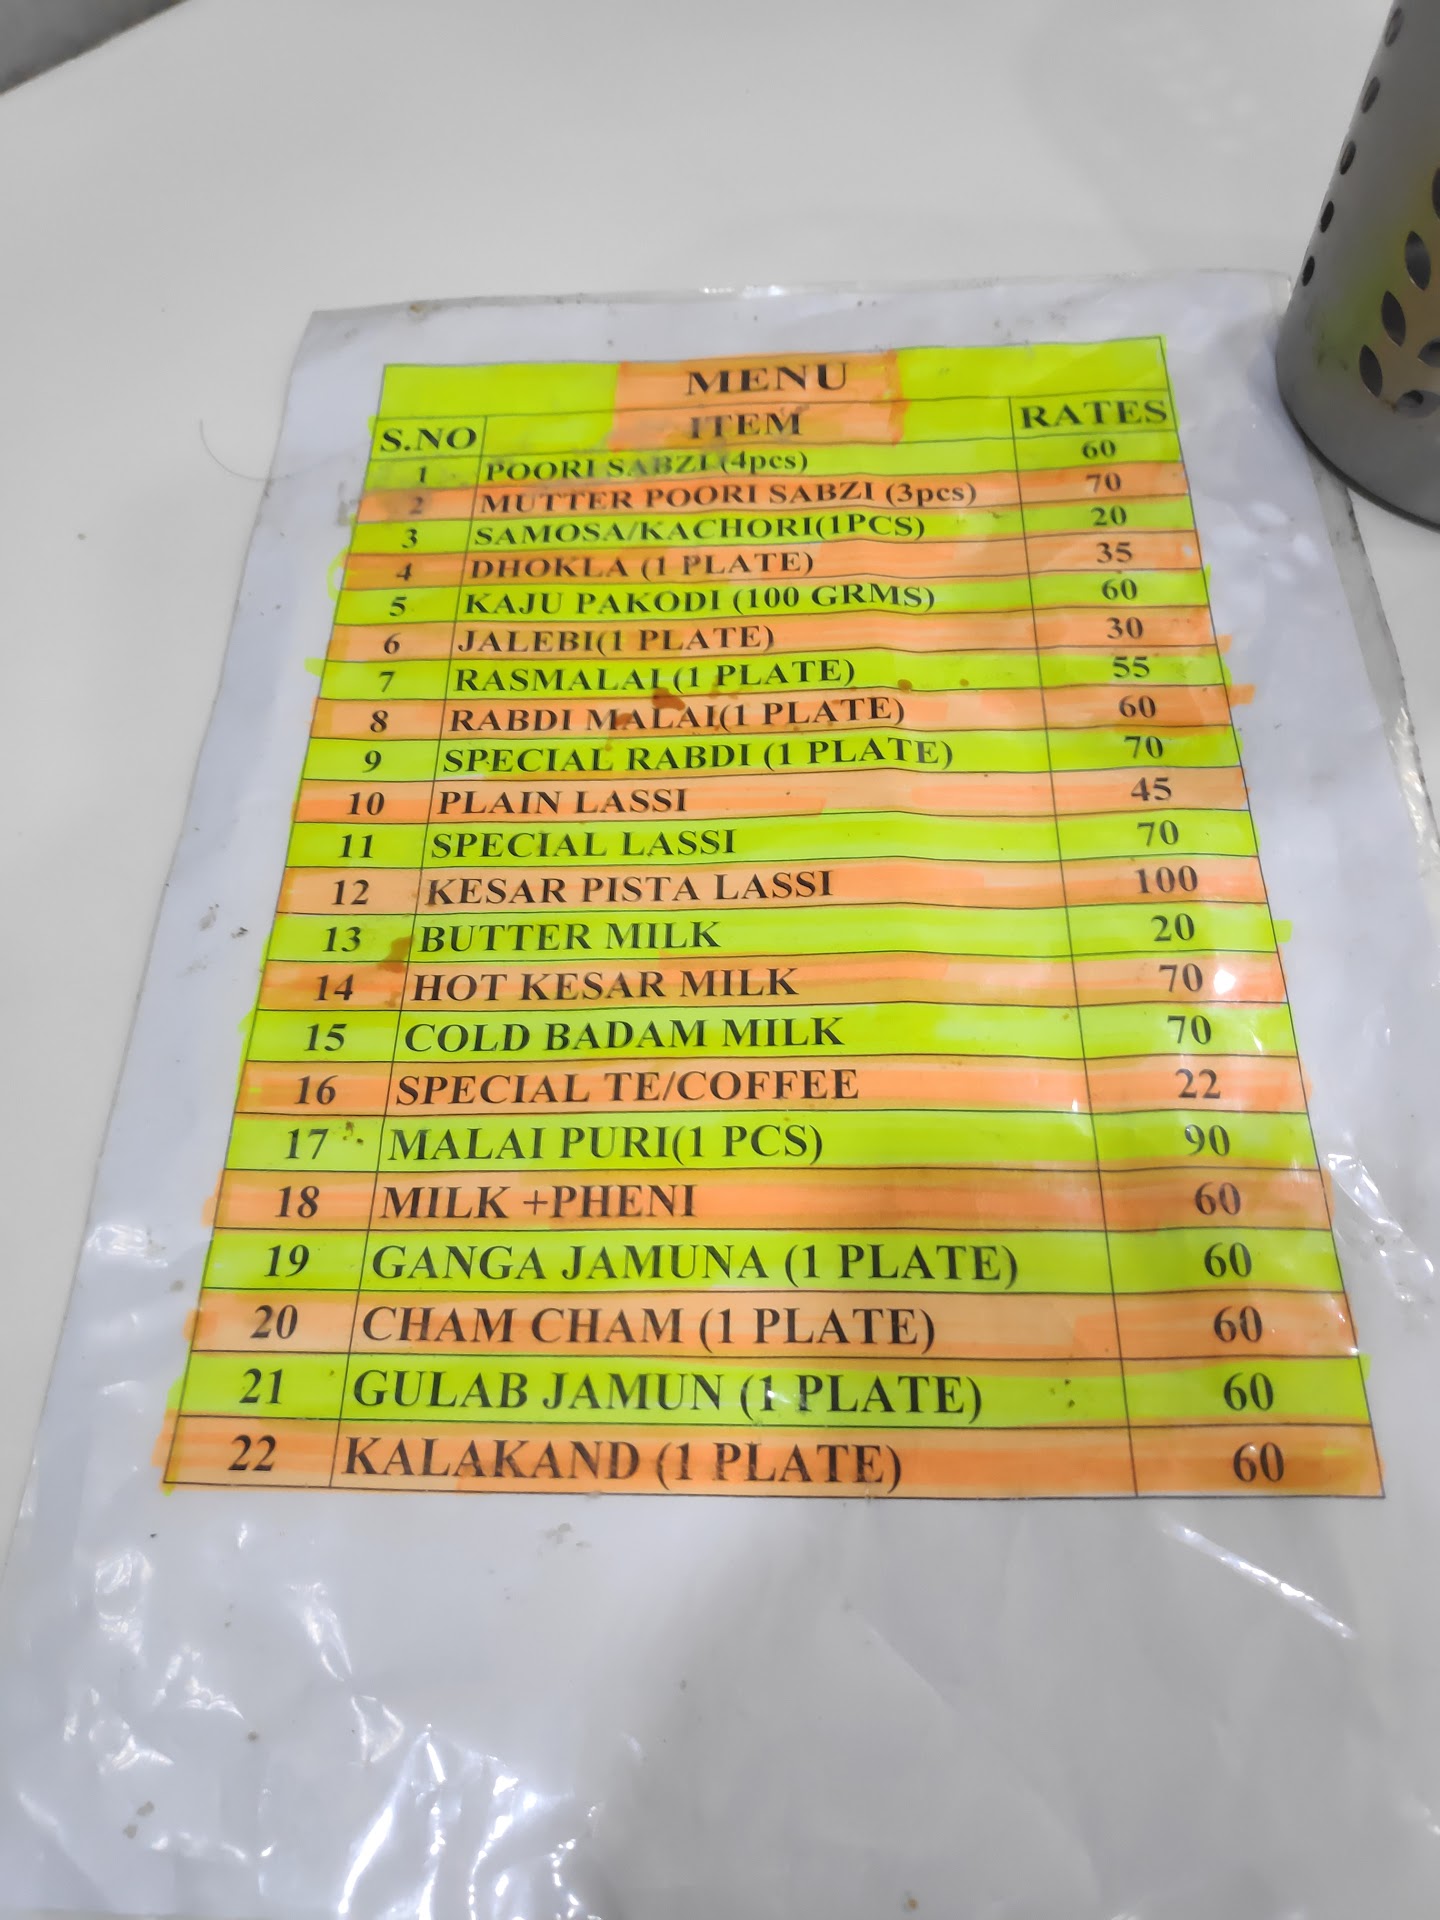 MENU
S.NO ITEM RATES
1 POORI SABZI (4pcs) 60
2 MUTTER POORI SABZI (3pcs) 70
3 SAMOSA/KACHORI(1PCS) 20
4 DHOKLA (1 PLATE) 35
5 KAJU PAKODI (100 GRMS) 60
6 JALEBI(1 PLATE) 30
7 RASMALAI (1 PLATE) 55
8 RABDI MALAI(1 PLATE) 60
9 SPECIAL RABDI (1 PLATE) 70
10 PLAIN LASSI 45
11 SPECIAL LASSI 70
12 KESAR PISTA LASSI 100
13 BUTTER MILK 20
14 HOT KESAR MILK 70
15 COLD BADAM MILK 70
16 SPECIAL TE/COFFEE 22
17 MALAI PURI(1 PCS) 90
18 MILK +PHENI 60
19 GANGA JAMUNA (1 PLATE) 60
20 CHAM CHAM (1 PLATE) 60
21 GULAB JAMUN (1 PLATE) 60
22 KALAKAND (1 PLATE) 60